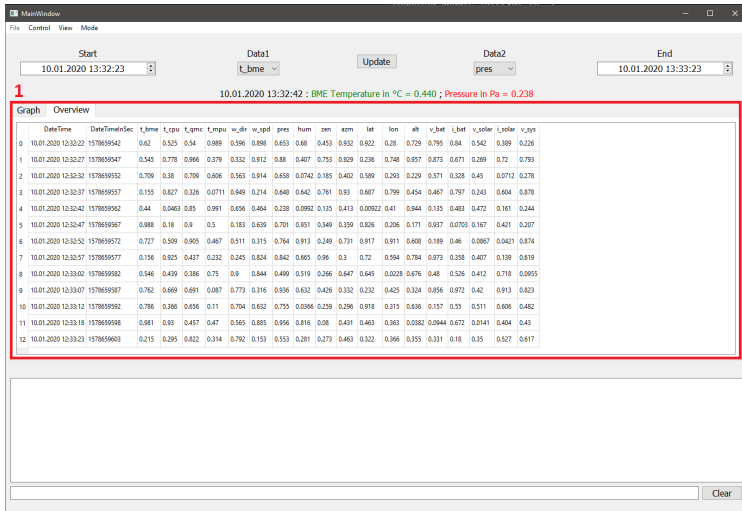 MainWindow
File Control View Mode
Start Data1 Data2 End
10.01.2020 13:32:23 t_bme Update pres 10.01.2020 13:33:23
1
10.01.2020 13:32:42 : BME Temperature in °C = 0.440 ; Pressure in Pa = 0.238
Graph Overview
DateTime DateTimeInSec t_bme t_cpu t_qmc t_mpu w_dir w_spd pres hum zen azm lat lon alt v_bat i_bat v_solar i_solar v_sys
0 10.01.2020 12:32:22 1578659542 0.62 0.525 0.54 0.989 0.596 0.898 0.653 0.68 0.453 0.932 0.922 0.28 0.729 0.795 0.84 0.542 0.389 0.226
1 10.01.2020 12:32:27 1578659547 0.545 0.778 0.966 0.379 0.332 0.912 0.88 0.407 0.753 0.929 0.236 0.748 0.957 0.873 0.671 0.269 0.72 0.793
2 10.01.2020 12:32:32 1578659552 0.709 0.38 0.709 0.606 0.563 0.914 0.658 0.0742 0.185 0.402 0.589 0.293 0.229 0.571 0.328 0.45 0.0712 0.278
3 10.01.2020 12:32:37 1578659557 0.155 0.827 0.326 0.0711 0.949 0.214 0.648 0.642 0.761 0.93 0.687 0.799 0.454 0.467 0.797 0.243 0.604 0.878
4 10.01.2020 12:32:42 1578659562 0.44 0.0463 0.85 0.991 0.656 0.464 0.238 0.0992 0.135 0.413 0.00922 0.41 0.944 0.135 0.483 0.472 0.161 0.244
5 10.01.2020 12:32:47 1578659567 0.988 0.18 0.9 0.5 0.183 0.639 0.701 0.951 0.549 0.359 0.826 0.206 0.171 0.937 0.0703 0.167 0.421 0.207
6 10.01.2020 12:32:52 1578659572 0.727 0.509 0.905 0.467 0.511 0.315 0.764 0.913 0.249 0.731 0.917 0.911 0.608 0.189 0.46 0.0867 0.0421 0.874
7 10.01.2020 12:32:57 1578659577 0.156 0.925 0.437 0.232 0.245 0.824 0.842 0.665 0.96 0.3 0.72 0.594 0.784 0.973 0.358 0.407 0.139 0.619
8 10.01.2020 12:33:02 1578659582 0.546 0.439 0.386 0.75 0.9 0.844 0.499 0.519 0.266 0.647 0.645 0.0228 0.676 0.48 0.526 0.412 0.718 0.0955
9 10.01.2020 12:33:07 1578659587 0.762 0.669 0.691 0.087 0.773 0.316 0.936 0.632 0.426 0.332 0.232 0.425 0.324 0.856 0.972 0.42 0.913 0.823
10 10.01.2020 12:33:12 1578659592 0.786 0.366 0.656 0.11 0.704 0.632 0.755 0.0366 0.259 0.296 0.918 0.315 0.636 0.157 0.55 0.511 0.606 0.482
11 10.01.2020 12:33:18 1578659598 0.981 0.93 0.457 0.47 0.565 0.885 0.956 0.816 0.08 0.431 0.463 0.363 0.0382 0.0944 0.672 0.0141 0.404 0.43
12 10.01.2020 12:33:23 1578659603 0.215 0.295 0.822 0.314 0.792 0.153 0.553 0.281 0.273 0.463 0.322 0.366 0.355 0.331 0.18 0.35 0.527 0.617
Clear